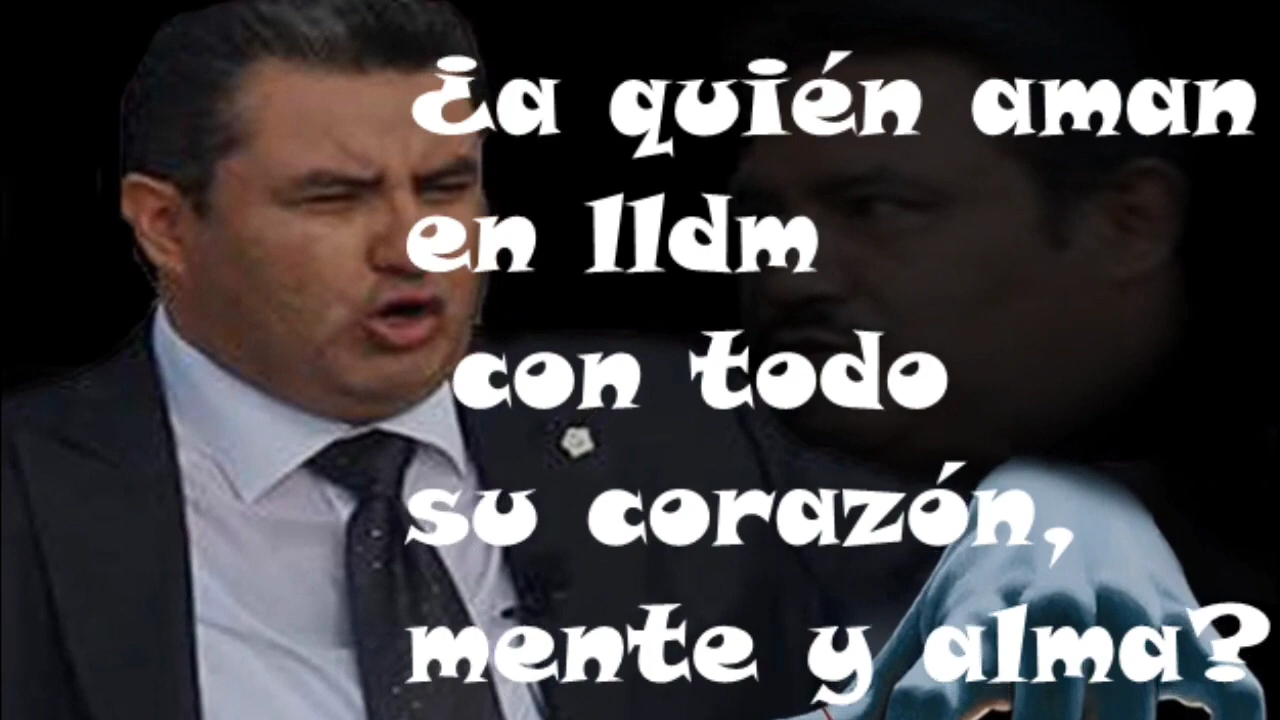 ¿a quién aman
en lldm
con todo
su corazón,
mente y alma?